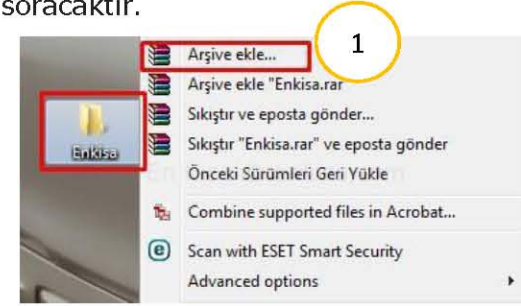 soracaktır.
1
Arşive ekle...
Arşive ekle "Enkisa.rar
Sıkıştır ve eposta gönder...
Enkisa
Sıkıştır "Enkisa.rar" ve eposta gönder
Önceki Sürümleri Geri Yükle
Combine supported files in Acrobat...
Scan with ESET Smart Security
Advanced options